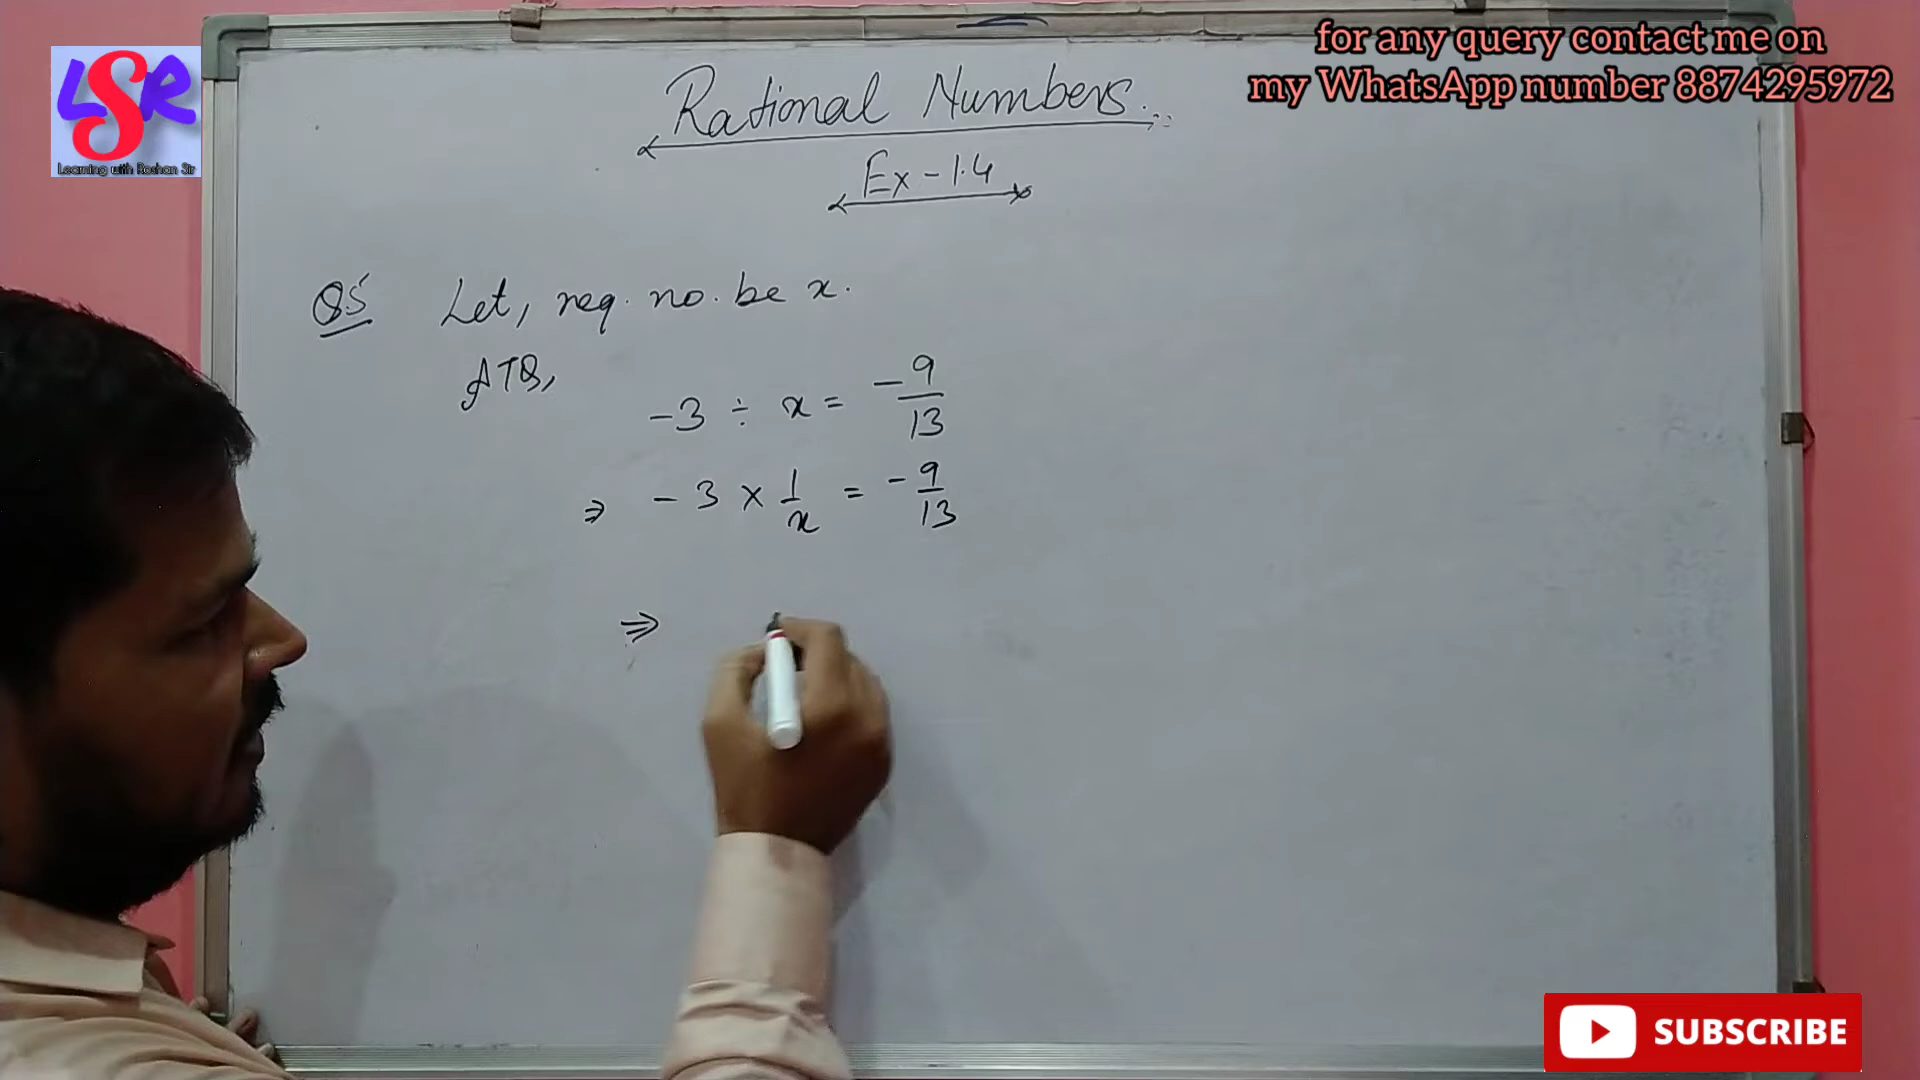 for any query contact me on
my WhatsApp number 8874295972
LSR
Learning with Roshan Sir
Rational Numbers.
Ex-1.4
Q5 Let, req. no. be x.
ATQ,
-3 ÷ x = -9/13
⇒ -3 × 1/x = -9/13
⇒
SUBSCRIBE